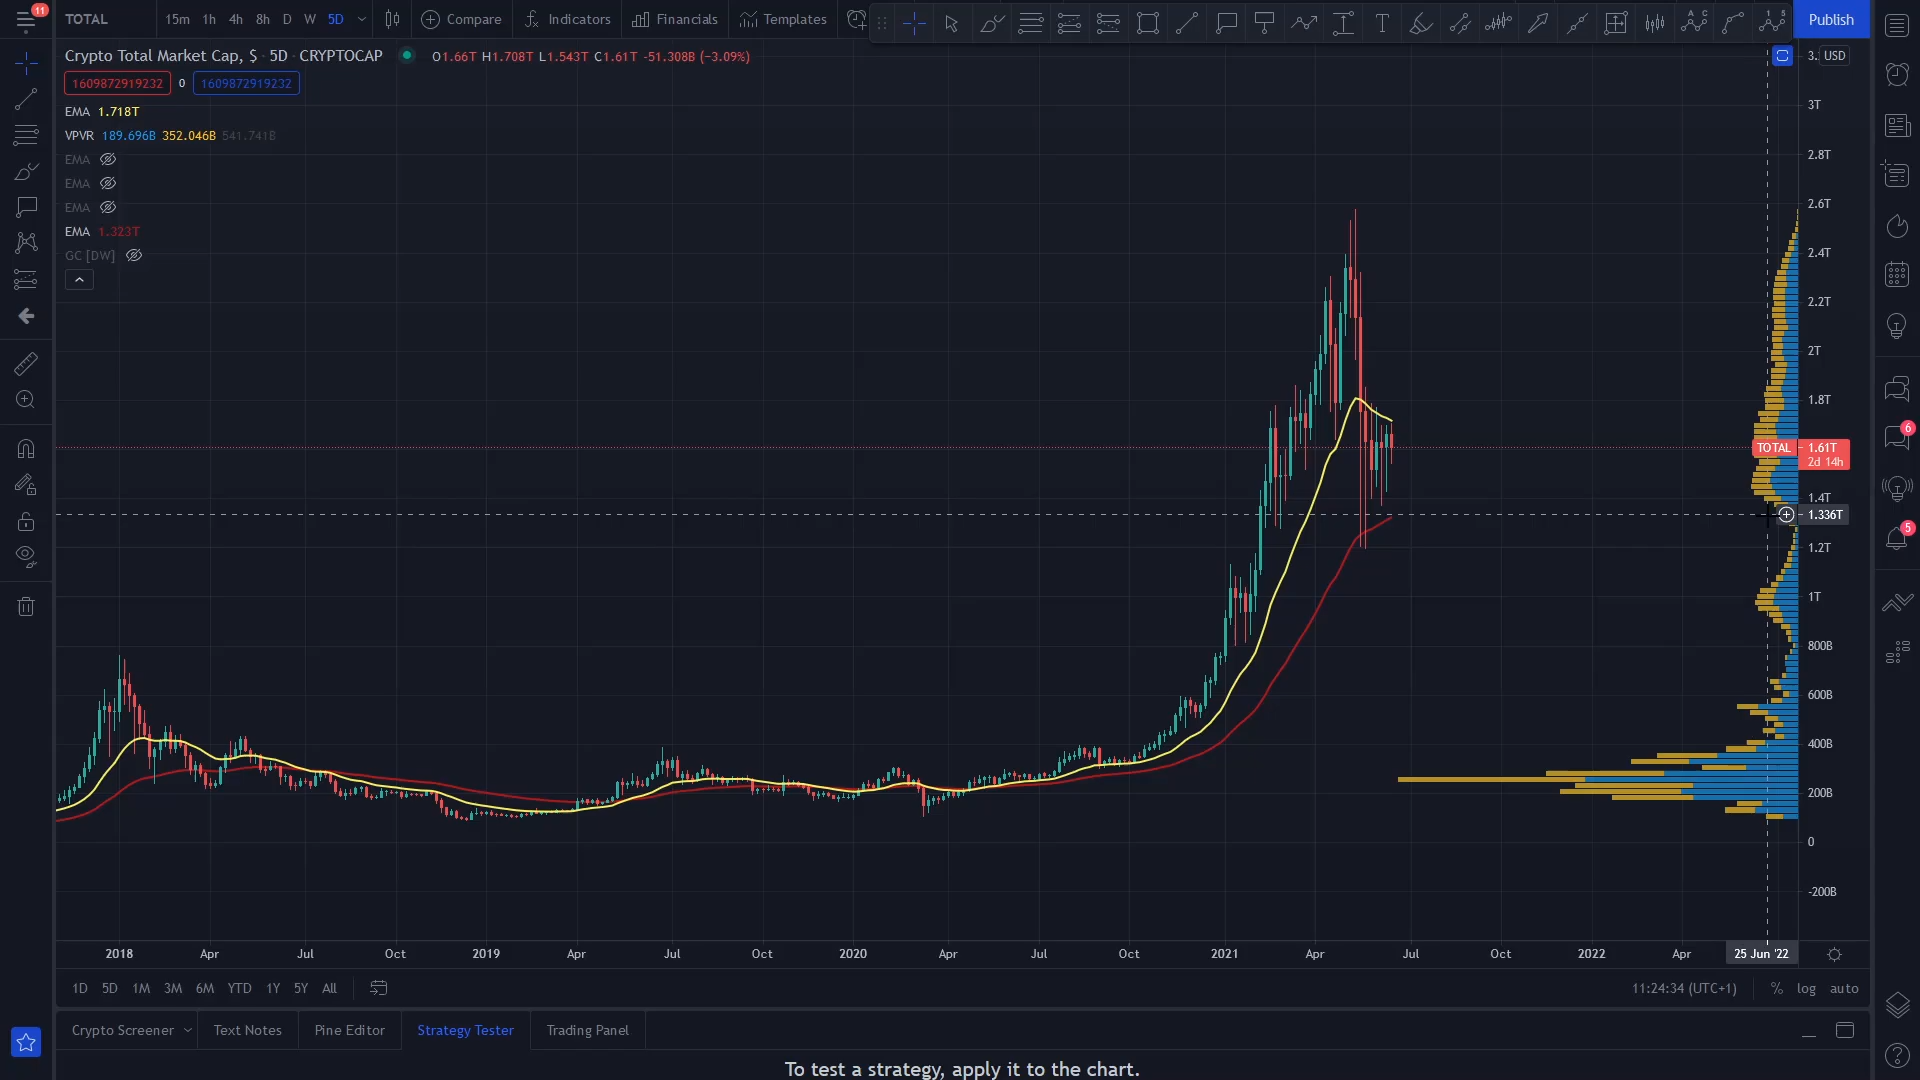 11
TOTAL
15m 1h 4h 8h D W 5D
Compare
Indicators
Financials
Templates
Publish
Crypto Total Market Cap, $ · 5D · CRYPTOCAP
O1.66T H1.708T L1.543T C1.61T -51.308B (-3.09%)
1609872919232 0 1609872919232
EMA 1.718T
VPVR 189.696B 352.046B 541.741B
EMA
EMA
EMA
EMA 1.323T
GC [DW]
USD
3T
2.8T
2.6T
2.4T
2.2T
2T
1.8T
TOTAL 1.61T
2d 14h
1.4T
1.336T
1.2T
1T
800B
600B
400B
200B
0
-200B
6
5
2018 Apr Jul Oct 2019 Apr Jul Oct 2020 Apr Jul Oct 2021 Apr Jul Oct 2022 Apr 25 Jun '22
1D 5D 1M 3M 6M YTD 1Y 5Y All
11:24:34 (UTC+1) % log auto
Crypto Screener Text Notes Pine Editor Strategy Tester Trading Panel
To test a strategy, apply it to the chart.